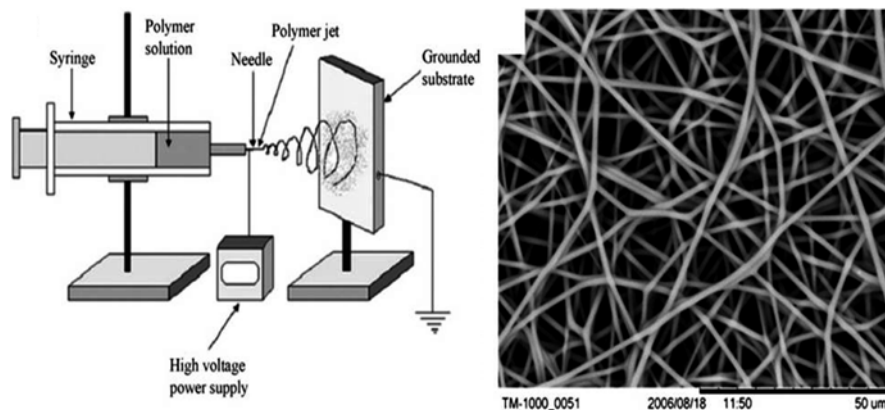 Syringe
Polymer
solution
Needle
Polymer jet
Grounded
substrate
High voltage
power supply
TM-1000_0051 2006/08/18 11:50 50 um